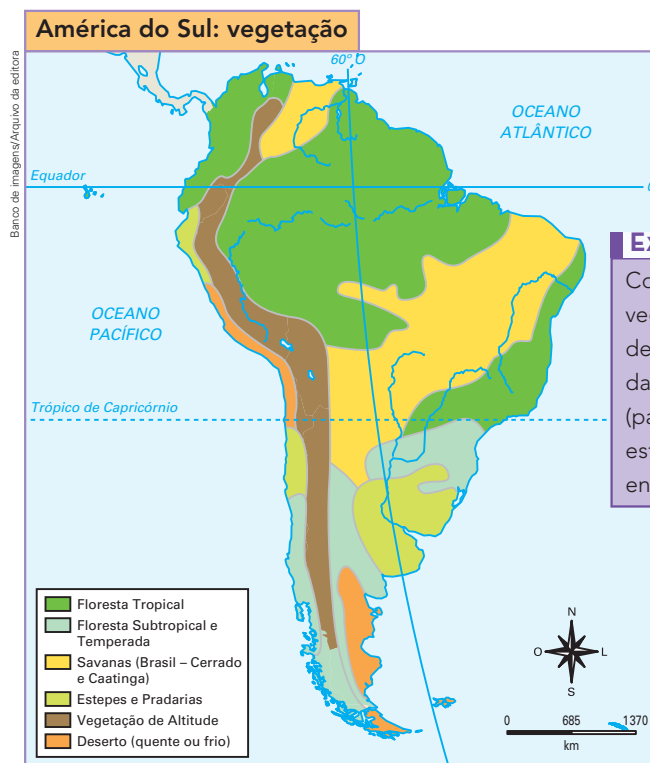 América do Sul: vegetação
Banco de imagens/Arquivo da editora
60° O
OCEANO
ATLÂNTICO
Equador
OCEANO
PACÍFICO
Trópico de Capricórnio
Floresta Tropical
Floresta Subtropical e
Temperada
Savanas (Brasil – Cerrado
e Caatinga)
Estepes e Pradarias
Vegetação de Altitude
Deserto (quente ou frio)
N
O
L
S
0 685 1370
km
Ex
Co
ve
de
da
(pa
est
en